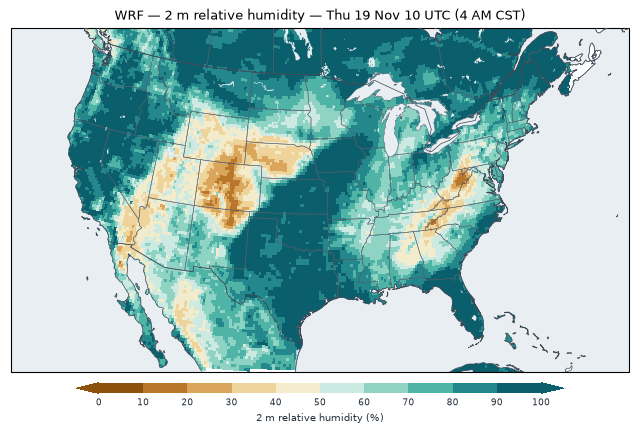 WRF — 2 m relative humidity — Thu 19 Nov 10 UTC (4 AM CST)
0 10 20 30 40 50 60 70 80 90 100
2 m relative humidity (%)